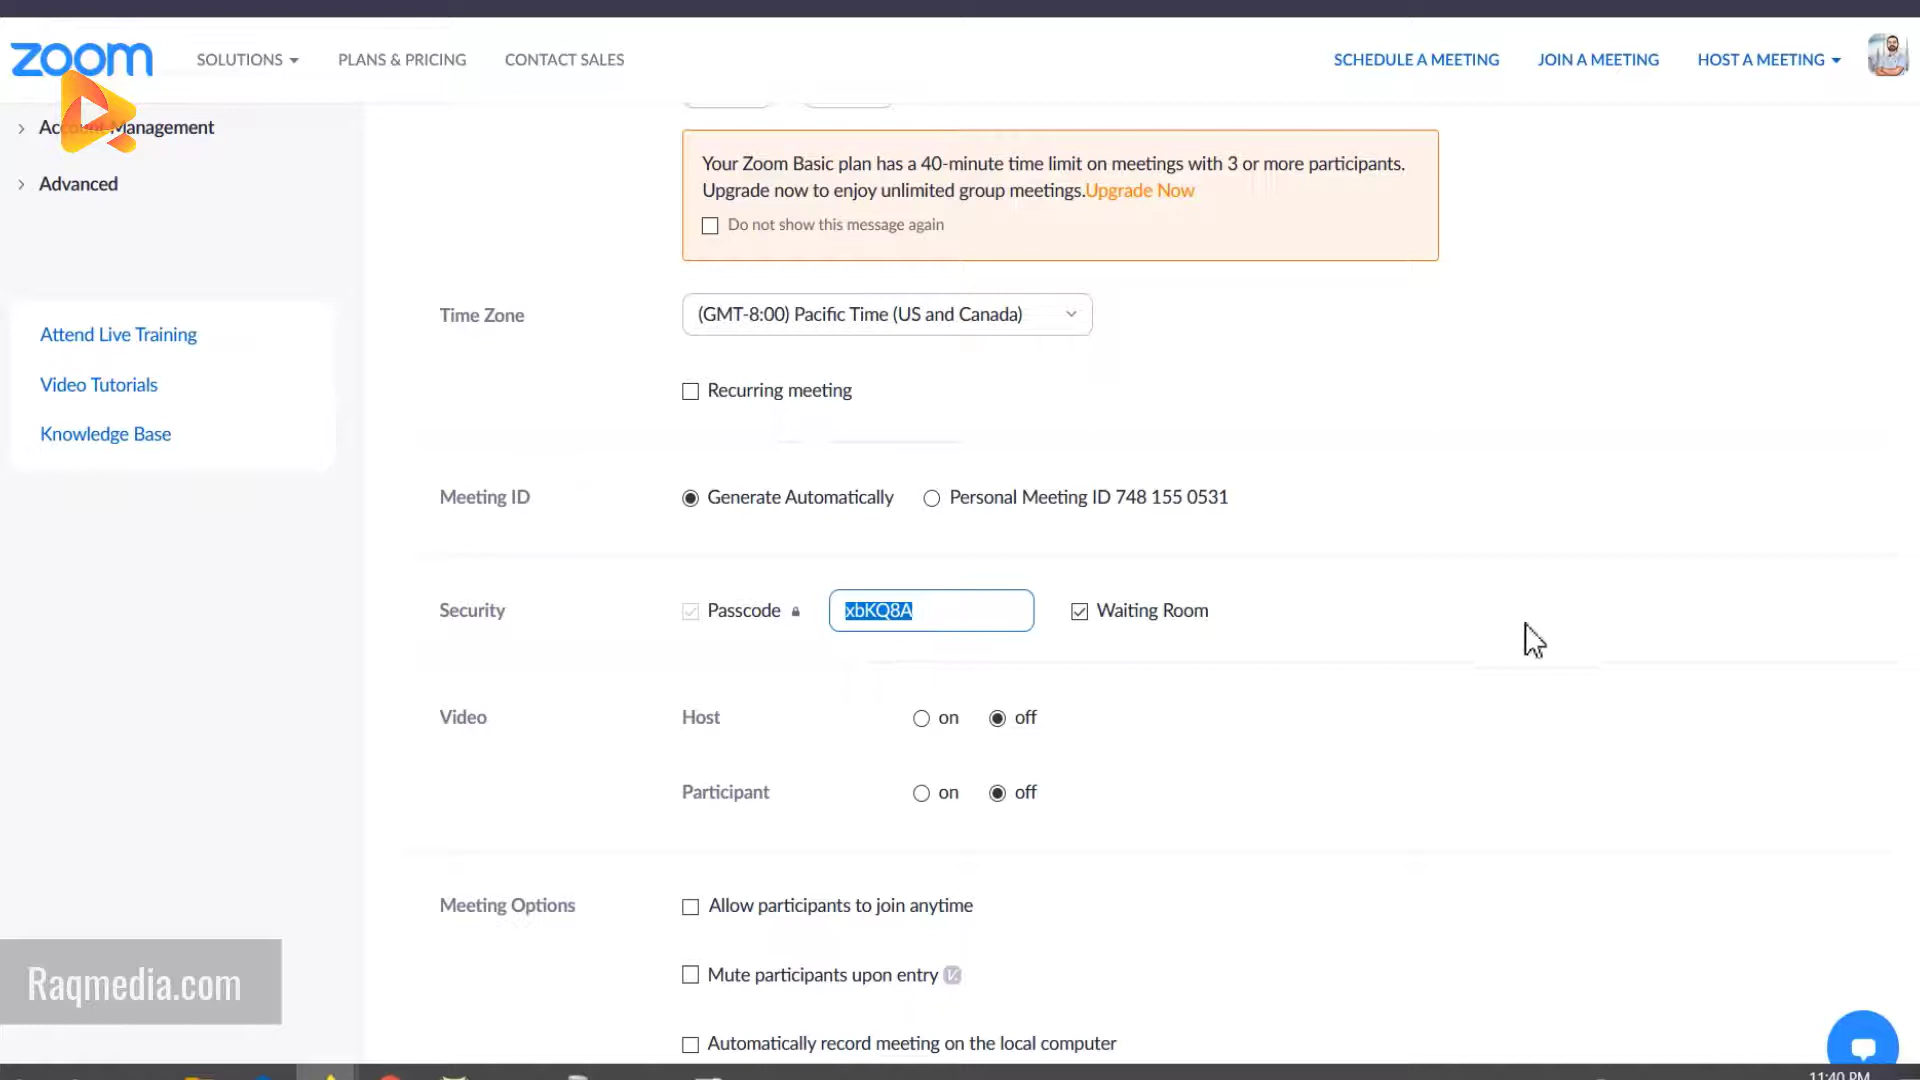 zoom
SOLUTIONS
PLANS & PRICING
CONTACT SALES
SCHEDULE A MEETING
JOIN A MEETING
HOST A MEETING
Account Management
Advanced
Attend Live Training
Video Tutorials
Knowledge Base
Your Zoom Basic plan has a 40-minute time limit on meetings with 3 or more participants.
Upgrade now to enjoy unlimited group meetings.Upgrade Now
Do not show this message again
Time Zone
(GMT-8:00) Pacific Time (US and Canada)
Recurring meeting
Meeting ID
Generate Automatically
Personal Meeting ID 748 155 0531
Security
Passcode
xbKQ8A
Waiting Room
Video
Host
on
off
Participant
on
off
Meeting Options
Allow participants to join anytime
Mute participants upon entry
Automatically record meeting on the local computer
Raqmedia.com
11:40 PM